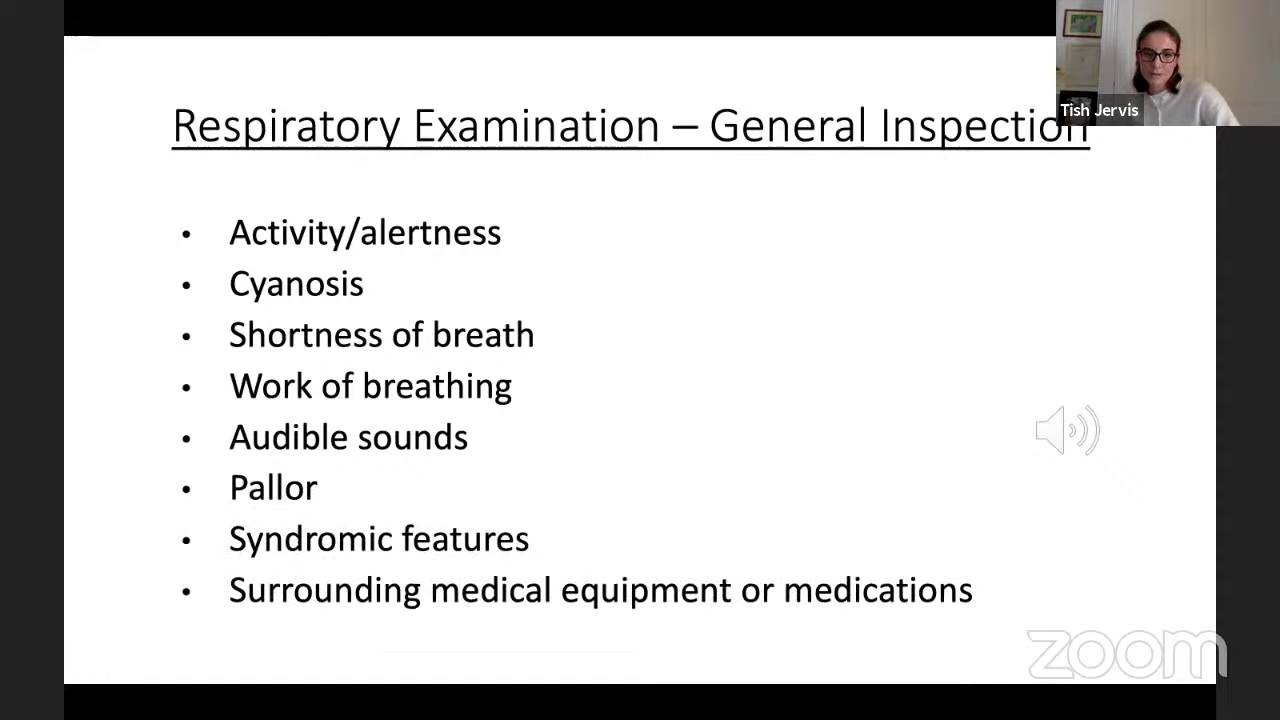 Respiratory Examination – General Inspection
Tish Jervis
• Activity/alertness
• Cyanosis
• Shortness of breath
• Work of breathing
• Audible sounds
• Pallor
• Syndromic features
• Surrounding medical equipment or medications
zoom